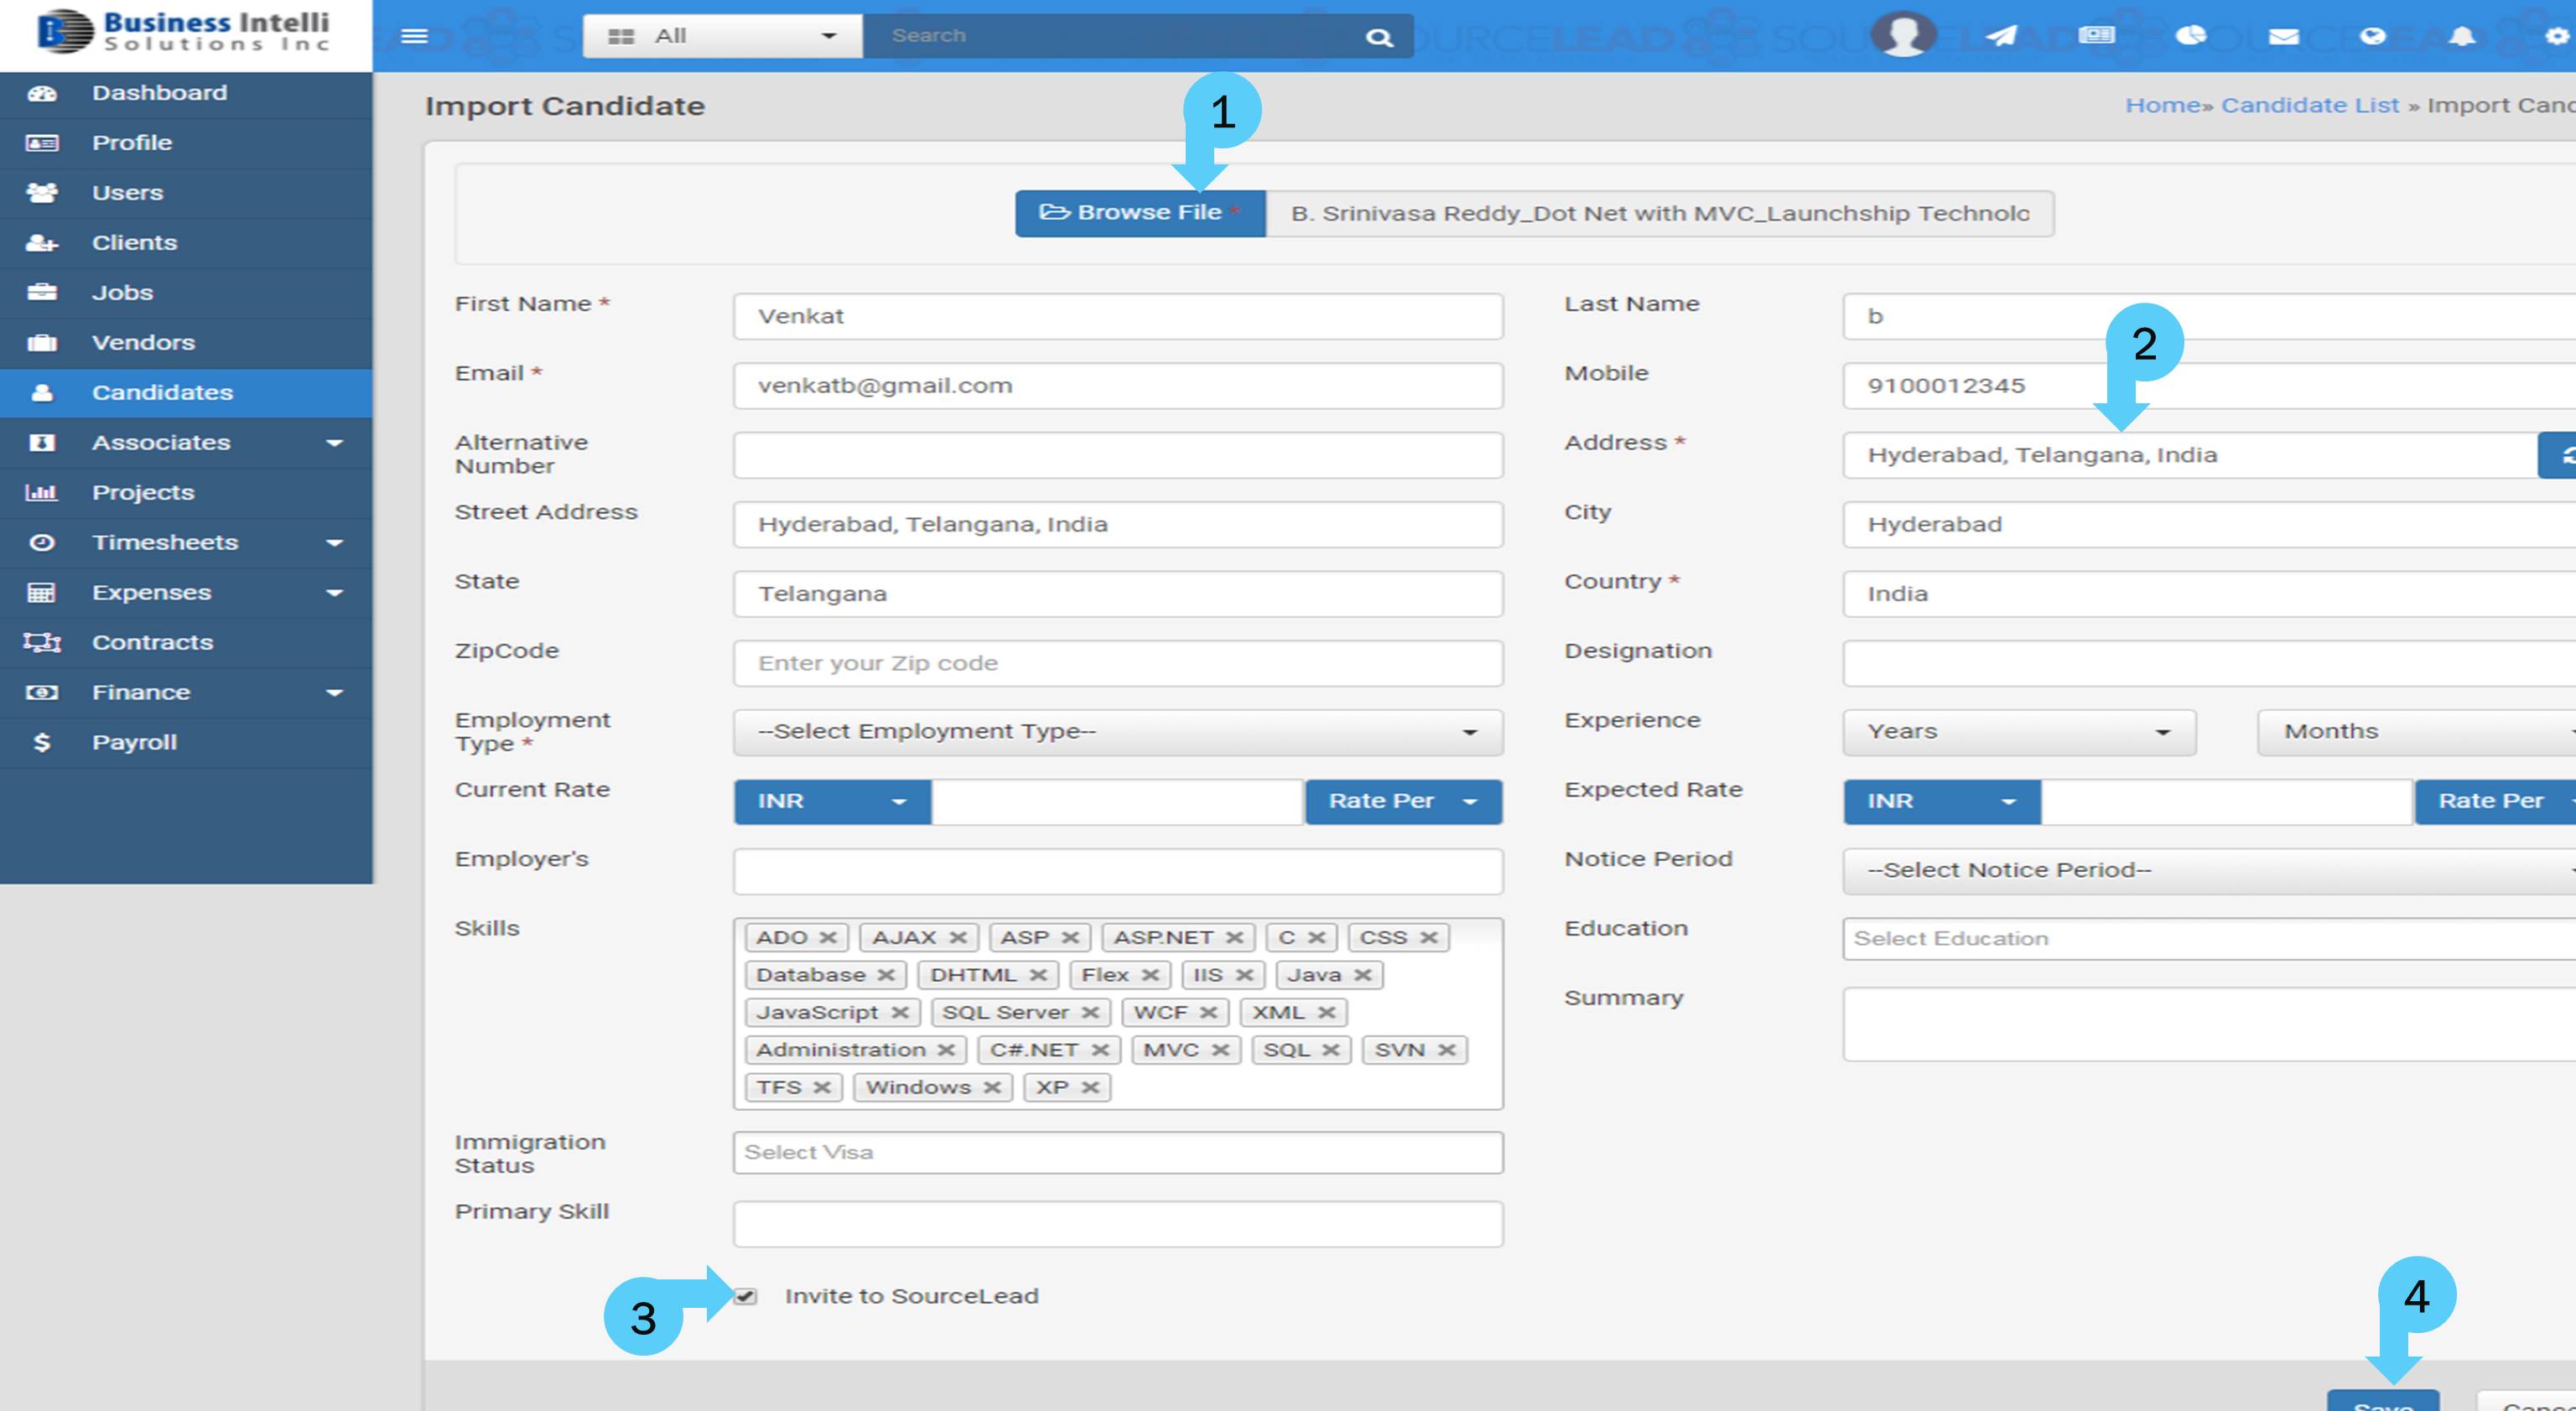 Business Intelli
Solutions Inc
All
Search
Dashboard
Profile
Users
Clients
Jobs
Vendors
Candidates
Associates
Projects
Timesheets
Expenses
Contracts
Finance
Payroll
Import Candidate
Home» Candidate List » Import Canc
1
Browse File *
B. Srinivasa Reddy_Dot Net with MVC_Launchship Technolo
First Name *
Venkat
Last Name
b
2
Email *
venkatb@gmail.com
Mobile
9100012345
Alternative
Number
Address *
Hyderabad, Telangana, India
Street Address
Hyderabad, Telangana, India
City
Hyderabad
State
Telangana
Country *
India
ZipCode
Enter your Zip code
Designation
Employment
Type *
--Select Employment Type--
Experience
Years
Months
Current Rate
INR
Rate Per
Expected Rate
INR
Rate Per
Employer's
Notice Period
--Select Notice Period--
Skills
ADO AJAX ASP ASP.NET C CSS
Database DHTML Flex IIS Java
JavaScript SQL Server WCF XML
Administration C#.NET MVC SQL SVN
TFS Windows XP
Education
Select Education
Summary
Immigration
Status
Select Visa
Primary Skill
3
Invite to SourceLead
4
Save